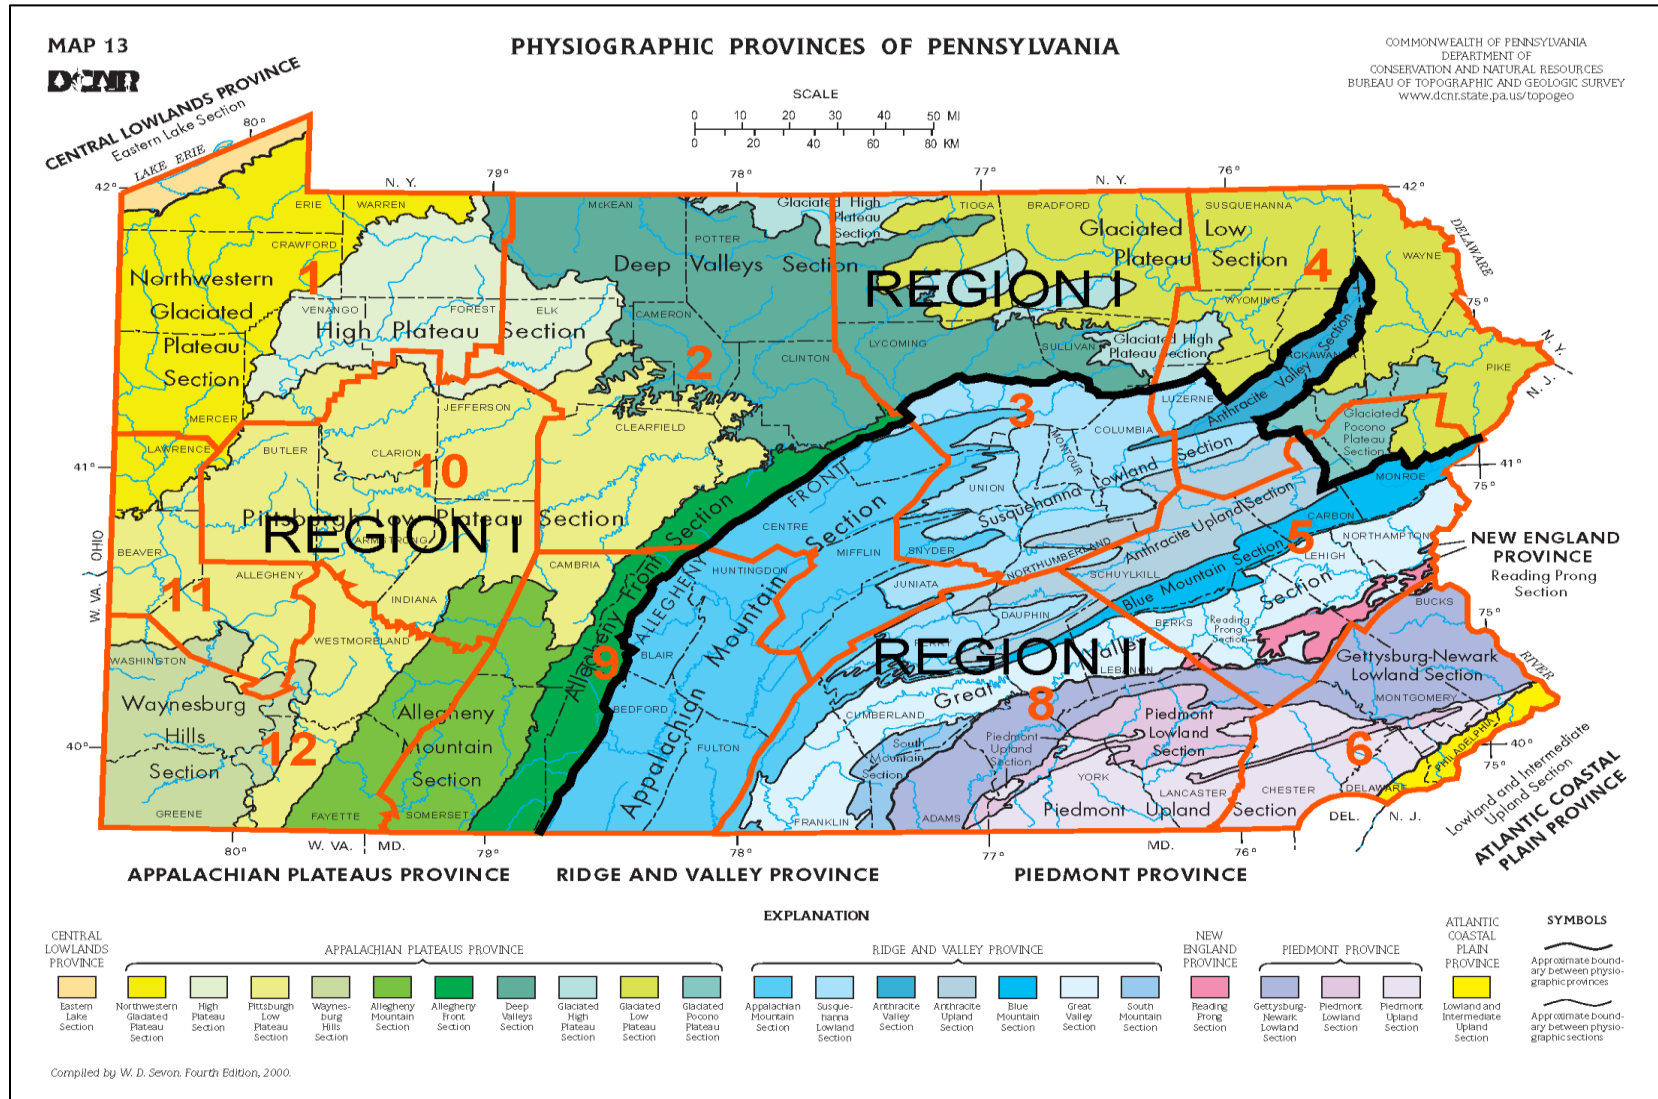 MAP 13
DCNR
PHYSIOGRAPHIC PROVINCES OF PENNSYLVANIA
COMMONWEALTH OF PENNSYLVANIA
DEPARTMENT OF
CONSERVATION AND NATURAL RESOURCES
BUREAU OF TOPOGRAPHIC AND GEOLOGIC SURVEY
www.dcnr.state.pa.us/topogeo
SCALE
0 10 20 30 40 50 MI
0 20 40 60 80 KM
CENTRAL LOWLANDS PROVINCE
Eastern Lake Section
LAKE ERIE
80°
42°
N. Y.
79°
78°
77°
N. Y.
76°
42°
ERIE
WARREN
McKEAN
POTTER
Glaciated High
Plateau
Section
TIOGA
BRADFORD
SUSQUEHANNA
WAYNE
DELAWARE
CRAWFORD
Northwestern
Glaciated
Plateau
Section
1
Deep Valleys Section
Glaciated Low
Plateau Section
REGION I
4
75°
VENANGO
FOREST
ELK
High Plateau Section
CAMERON
CLINTON
2
LYCOMING
SULLIVAN
WYOMING
Glaciated High
Plateau Section
LACKAWANNA
Anthracite Valley Section
LUZERNE
PIKE
N. Y.
N. J.
MERCER
JEFFERSON
CLEARFIELD
3
COLUMBIA
MONTOUR
Glaciated
Pocono
Plateau
Section
LAWRENCE
BUTLER
CLARION
10
41°
41°
75°
MONROE
UNION
Susquehanna Lowland Section
Anthracite Upland Section
CARBON
Pittsburgh Low Plateau Section
REGION I
ARMSTRONG
CENTRE
ALLEGHENY FRONT
Allegheny Front Section
Appalachian Mountain Section
MIFFLIN
SNYDER
NORTHUMBERLAND
SCHUYLKILL
Blue Mountain Section
5
LEHIGH
NORTHAMPTON
NEW ENGLAND
PROVINCE
Reading Prong
Section
OHIO
W. VA.
BEAVER
11
ALLEGHENY
INDIANA
CAMBRIA
HUNTINGDON
JUNIATA
DAUPHIN
PERRY
REGION II
BERKS
Reading
Prong
Section
BUCKS
75°
RIVER
WESTMORELAND
WASHINGTON
Waynesburg
Hills
Section
9
BLAIR
BEDFORD
FULTON
LEBANON
Great Valley Section
8
CUMBERLAND
Gettysburg-Newark
Lowland Section
MONTGOMERY
40°
12
Allegheny
Mountain
Section
South
Mountain
Section
Piedmont
Upland
Section
Piedmont
Lowland
Section
6
PHILADELPHIA
40°
75°
YORK
LANCASTER
CHESTER
DELAWARE
GREENE
FAYETTE
SOMERSET
FRANKLIN
ADAMS
Piedmont Upland Section
DEL.
N. J.
Lowland and Intermediate
Upland Section
ATLANTIC COASTAL
PLAIN PROVINCE
80°
W. VA.
MD.
79°
78°
77°
MD.
76°
APPALACHIAN PLATEAUS PROVINCE
RIDGE AND VALLEY PROVINCE
PIEDMONT PROVINCE
EXPLANATION
CENTRAL
LOWLANDS
PROVINCE
APPALACHIAN PLATEAUS PROVINCE
RIDGE AND VALLEY PROVINCE
NEW
ENGLAND
PROVINCE
PIEDMONT PROVINCE
ATLANTIC
COASTAL
PLAIN
PROVINCE
SYMBOLS
Eastern
Lake
Section
Northwestern
Glaciated
Plateau
Section
High
Plateau
Section
Pittsburgh
Low
Plateau
Section
Waynes-
burg
Hills
Section
Allegheny
Mountain
Section
Allegheny
Front
Section
Deep
Valleys
Section
Glaciated
High
Plateau
Section
Glaciated
Low
Plateau
Section
Glaciated
Pocono
Plateau
Section
Appalachian
Mountain
Section
Susque-
hanna
Lowland
Section
Anthracite
Valley
Section
Anthracite
Upland
Section
Blue
Mountain
Section
Great
Valley
Section
South
Mountain
Section
Reading
Prong
Section
Gettysburg-
Newark
Lowland
Section
Piedmont
Lowland
Section
Piedmont
Upland
Section
Lowland and
Intermediate
Upland
Section
Approximate bound-
ary between physio-
graphic provinces
Approximate bound-
ary between physio-
graphic sections
Compiled by W. D. Sevon. Fourth Edition, 2000.